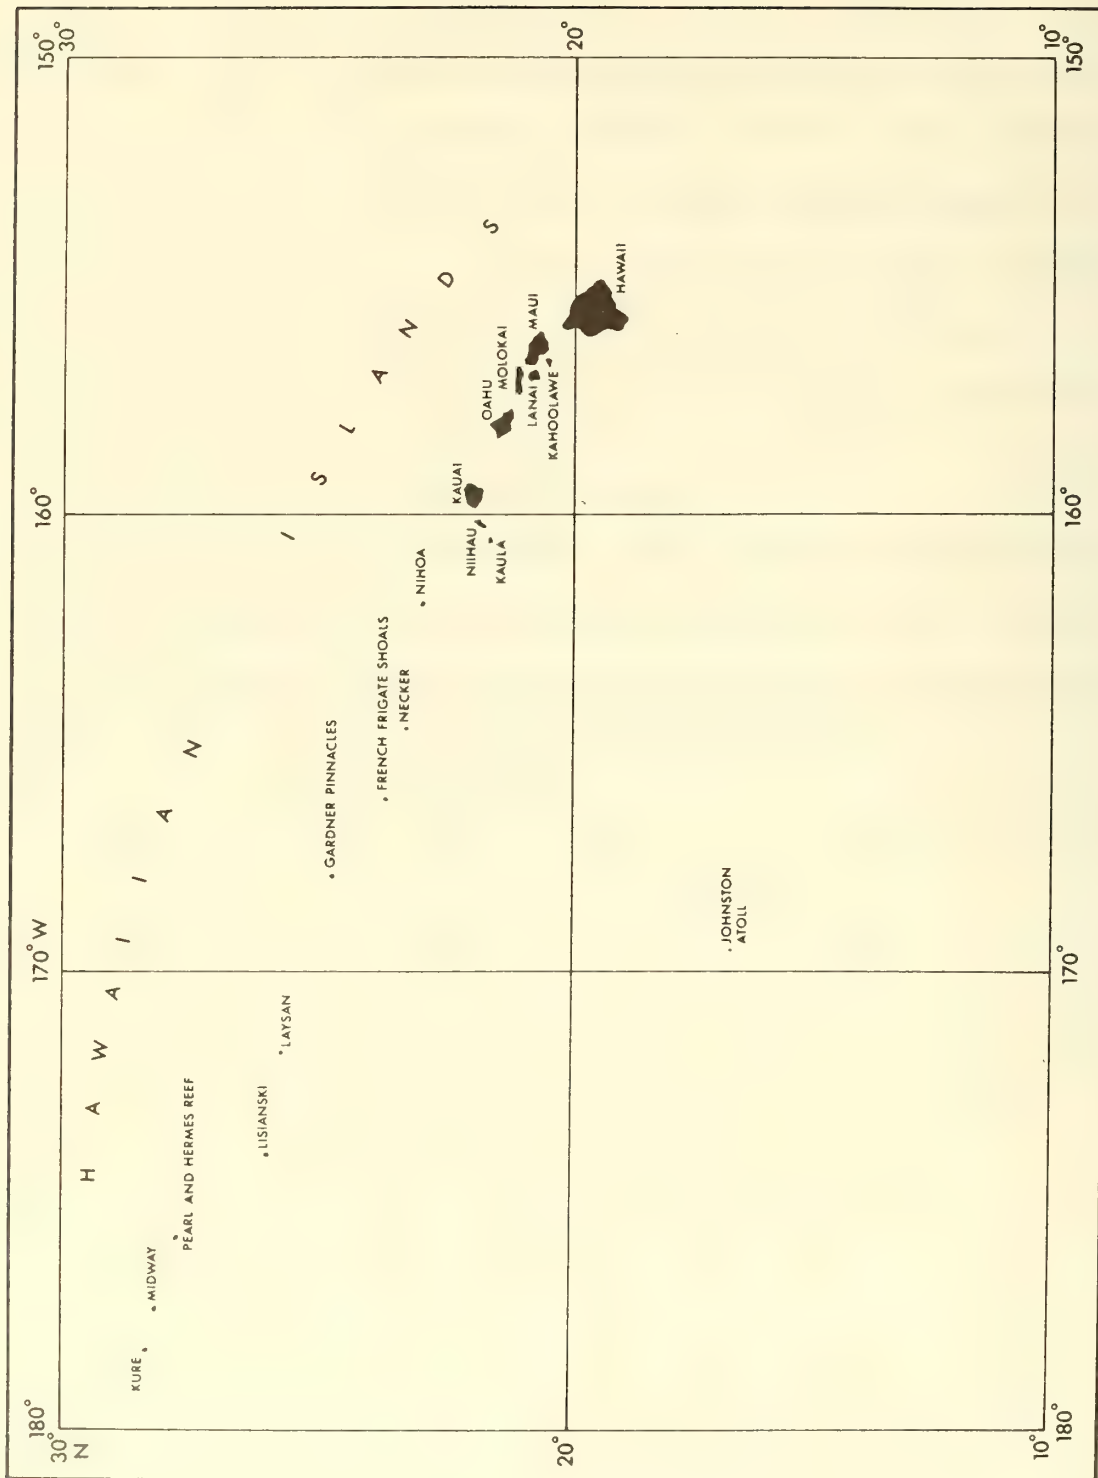 180°
170° W
160°
150°
30°
N
30°
HAWAIIAN ISLANDS
KURE
MIDWAY
PEARL AND HERMES REEF
LISIANSKI
LAYSAN
GARDNER PINNACLES
FRENCH FRIGATE SHOALS
NECKER
NIHOA
NIIHAU
KAULA
KAUAI
OAHU
MOLOKAI
LANAI
KAHOOLAWE
MAUI
HAWAII
20°
20°
JOHNSTON
ATOLL
10°
10°
180°
170°
160°
150°